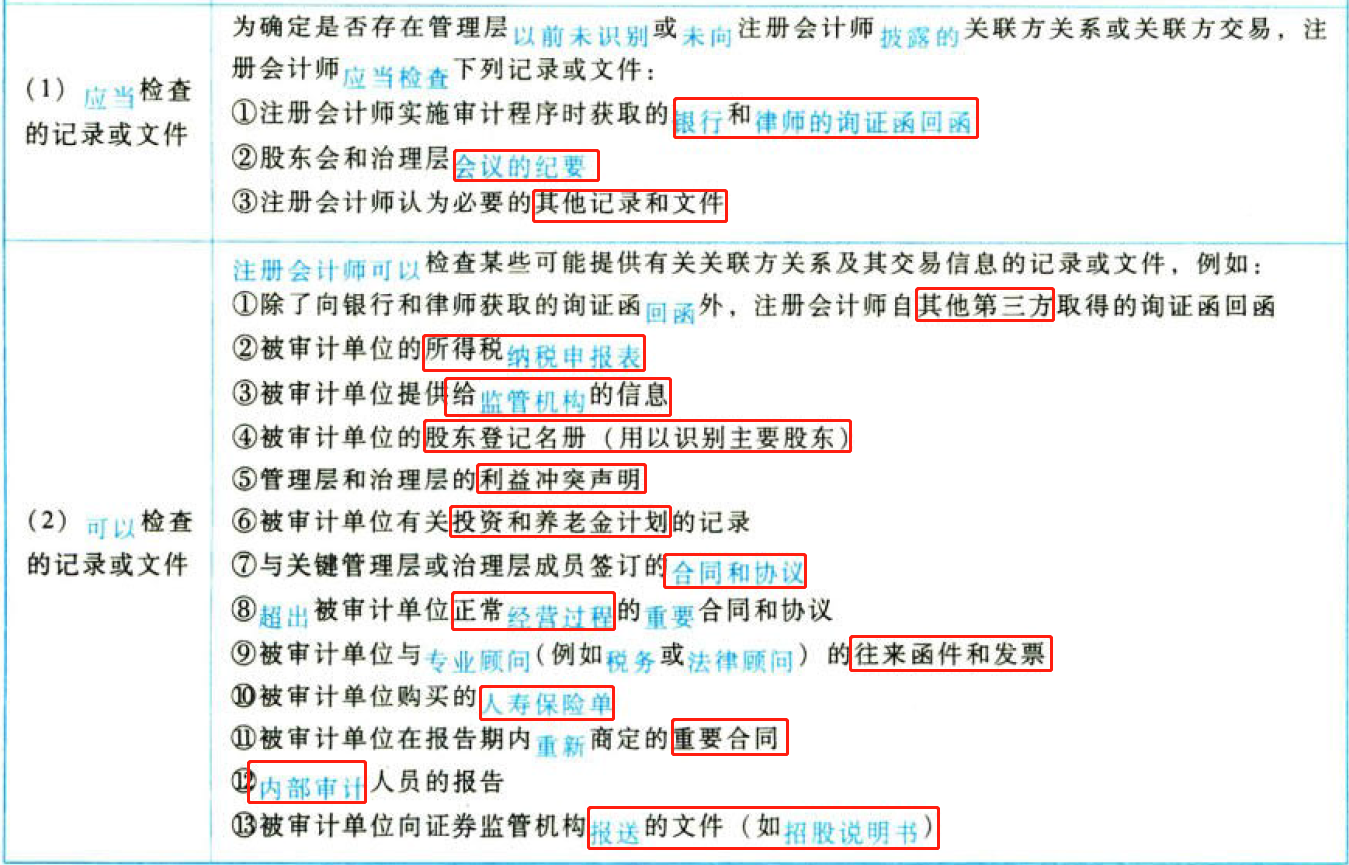 (1) 应当检查
的记录或文件
为确定是否存在管理层以前未识别或未向注册会计师披露的关联方关系或关联方交易，注
册会计师应当检查下列记录或文件：
①注册会计师实施审计程序时获取的银行和律师的询证函回函
②股东会和治理层会议的纪要
③注册会计师认为必要的其他记录和文件
(2) 可以检查
的记录或文件
注册会计师可以检查某些可能提供有关关联方关系及其交易信息的记录或文件，例如：
①除了向银行和律师获取的询证函回函外，注册会计师自其他第三方取得的询证函回函
②被审计单位的所得税纳税申报表
③被审计单位提供给监管机构的信息
④被审计单位的股东登记名册（用以识别主要股东）
⑤管理层和治理层的利益冲突声明
⑥被审计单位有关投资和养老金计划的记录
⑦与关键管理层或治理层成员签订的合同和协议
⑧超出被审计单位正常经营过程的重要合同和协议
⑨被审计单位与专业顾问(例如税务或法律顾问）的往来函件和发票
⑩被审计单位购买的人寿保险单
⑪被审计单位在报告期内重新商定的重要合同
⑫内部审计人员的报告
⑬被审计单位向证券监管机构报送的文件（如招股说明书）